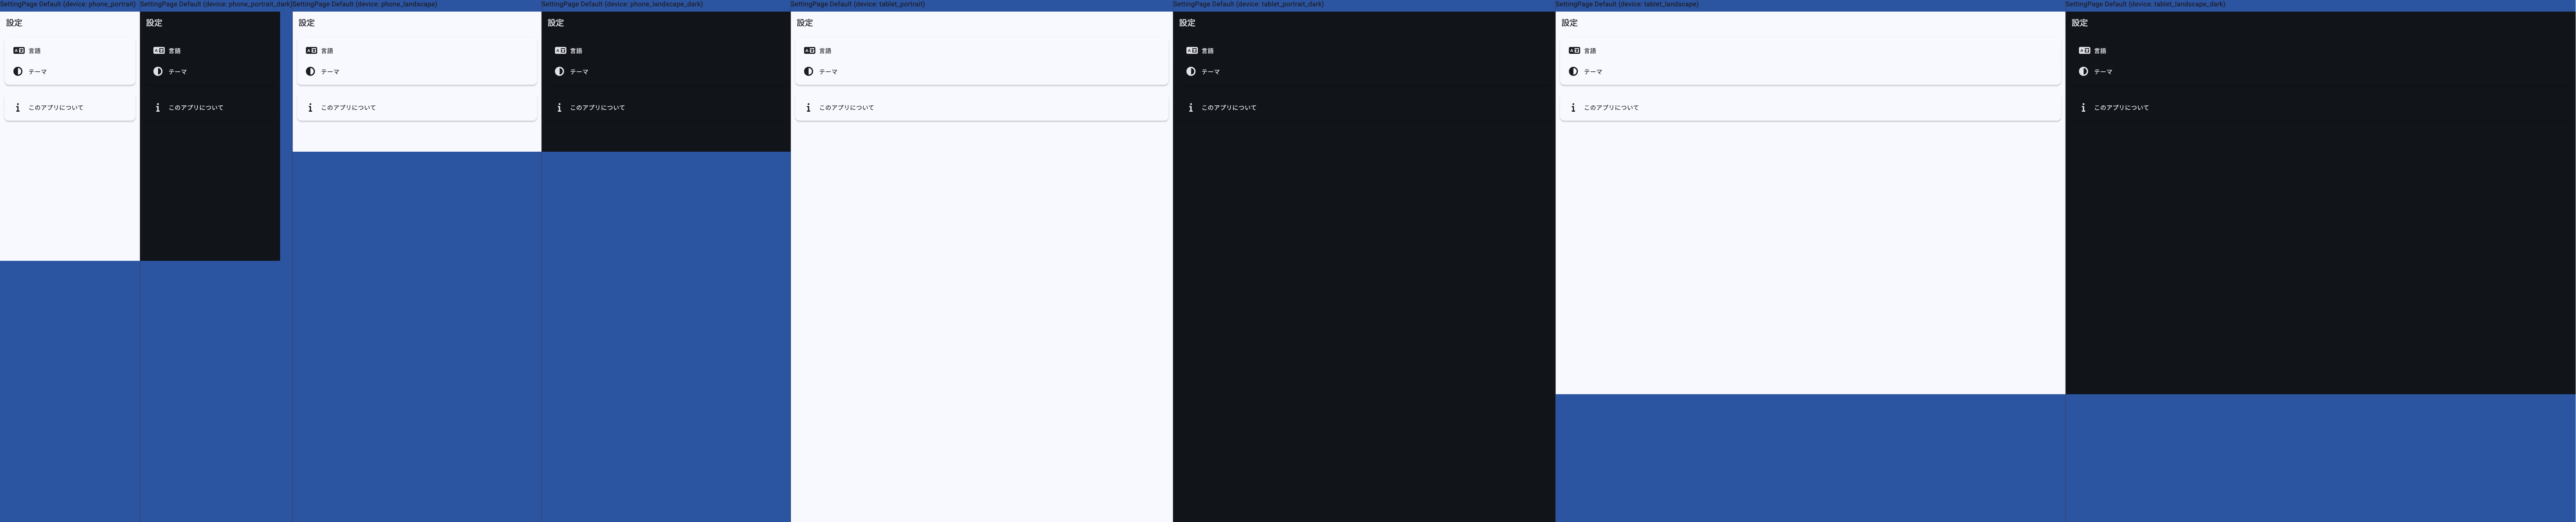 SettingPage Default (device: phone_portrait)
設定
言語
テーマ
このアプリについて
SettingPage Default (device: phone_portrait_dark)
設定
言語
テーマ
このアプリについて
SettingPage Default (device: phone_landscape)
設定
言語
テーマ
このアプリについて
SettingPage Default (device: phone_landscape_dark)
設定
言語
テーマ
このアプリについて
SettingPage Default (device: tablet_portrait)
設定
言語
テーマ
このアプリについて
SettingPage Default (device: tablet_portrait_dark)
設定
言語
テーマ
このアプリについて
SettingPage Default (device: tablet_landscape)
設定
言語
テーマ
このアプリについて
SettingPage Default (device: tablet_landscape_dark)
設定
言語
テーマ
このアプリについて